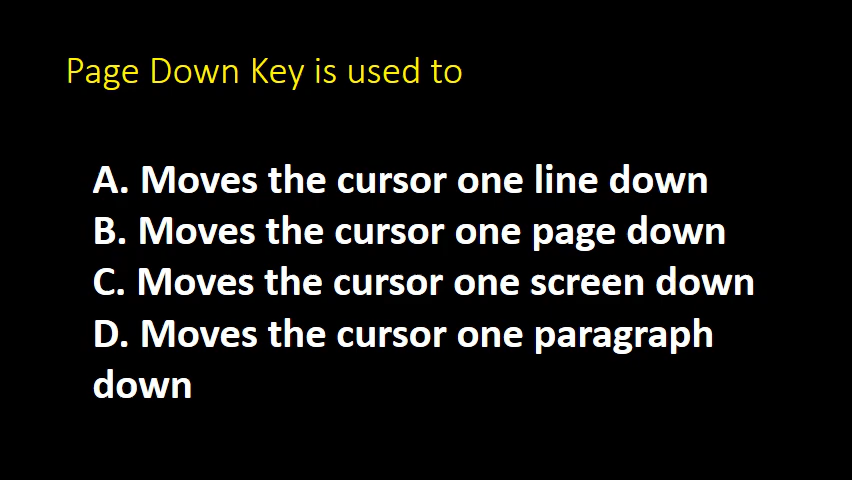 Page Down Key is used to
A. Moves the cursor one line down
B. Moves the cursor one page down
C. Moves the cursor one screen down
D. Moves the cursor one paragraph
down